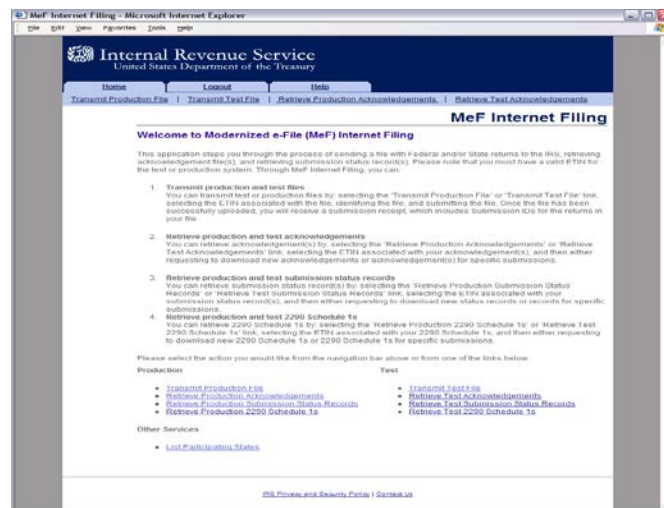 MeF Internet Filing - Microsoft Internet Explorer
File Edit View Favorites Tools Help
Internal Revenue Service
United States Department of the Treasury
Home Logout Help
Transmit Production File | Transmit Test File | Retrieve Production Acknowledgements | Retrieve Test Acknowledgements
MeF Internet Filing
Welcome to Modernized e-File (MeF) Internet Filing
This application steps you through the process of sending a file with Federal and/or State returns to the IRS, retrieving
acknowledgement file(s), and retrieving submission status record(s). Please note that you must have a valid ETIN for
the test or production system. Through MeF Internet Filing, you can:
1. Transmit production and test files
You can transmit test or production files by: selecting the 'Transmit Production File' or 'Transmit Test File' link,
selecting the ETIN associated with the file, identifying the file, and submitting the file. Once the file has been
successfully uploaded, you will receive a submission receipt, which includes Submission IDs for the returns in
your file.
2. Retrieve production and test acknowledgements
You can retrieve acknowledgement(s) by: selecting the 'Retrieve Production Acknowledgements' or 'Retrieve
Test Acknowledgements' link, selecting the ETIN associated with your acknowledgement(s), and then either
requesting to download new acknowledgements or acknowledgement(s) for specific submissions.
3. Retrieve production and test submission status records
You can retrieve submission status record(s) by: selecting the 'Retrieve Production Submission Status
Records' or 'Retrieve Test Submission Status Records' link, selecting the ETIN associated with your
submission status record(s), and then either requesting to download new status records or records for specific
submissions.
4. Retrieve production and test 2290 Schedule 1s
You can retrieve 2290 Schedule 1s by: selecting the 'Retrieve Production 2290 Schedule 1s' or 'Retrieve Test
2290 Schedule 1s' link, selecting the ETIN associated with your 2290 Schedule 1s, and then either requesting
to download new 2290 Schedule 1s or 2290 Schedule 1s for specific submissions.
Please select the action you would like from the navigation bar above or from one of the links below:
Production Test
Transmit Production File Transmit Test File
Retrieve Production Acknowledgements Retrieve Test Acknowledgements
Retrieve Production Submission Status Records Retrieve Test Submission Status Records
Retrieve Production 2290 Schedule 1s Retrieve Test 2290 Schedule 1s
Other Services
List Participating States
IRS Privacy and Security Policy | Contact Us